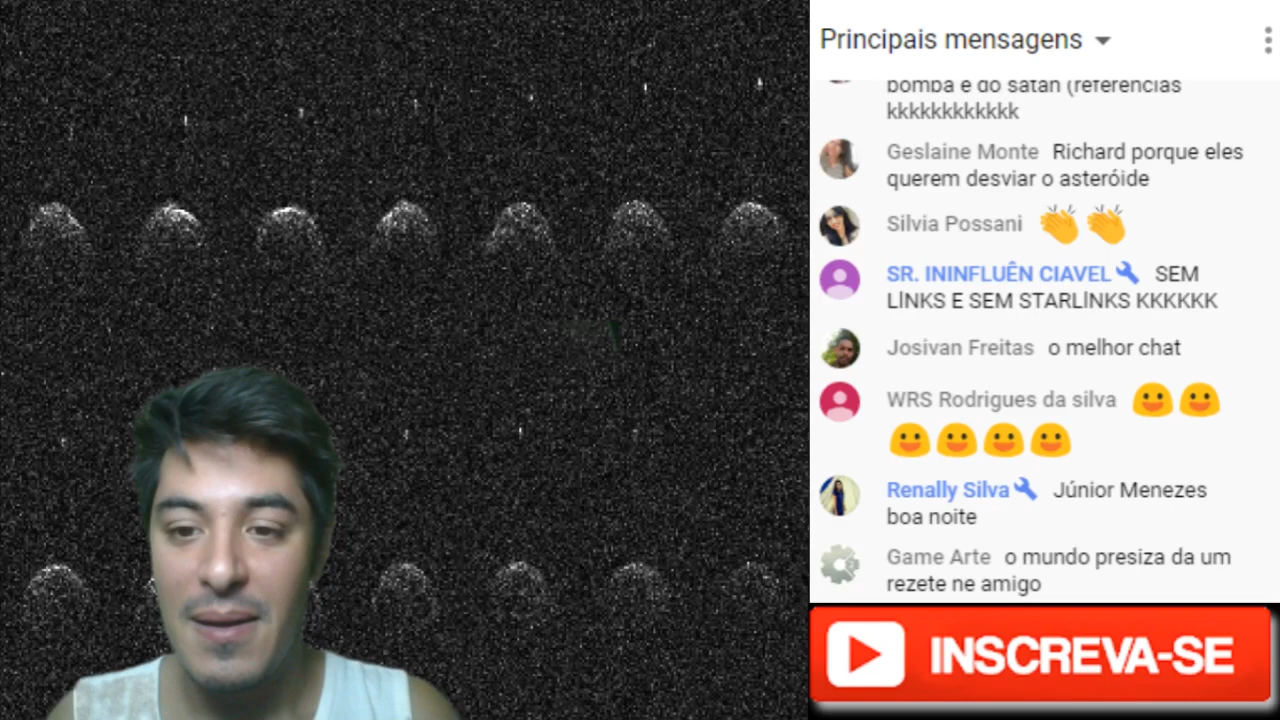 Principais mensagens
bomba e do satan (referencias
kkkkkkkkkkkk
Geslaine Monte Richard porque eles
querem desviar o asteróide
Silvia Possani
SR. ININFLUÊN CIAVEL SEM
LINKS E SEM STARLINKS KKKKKK
Josivan Freitas o melhor chat
WRS Rodrigues da silva
Renally Silva Júnior Menezes
boa noite
Game Arte o mundo presiza da um
rezete ne amigo
INSCREVA-SE